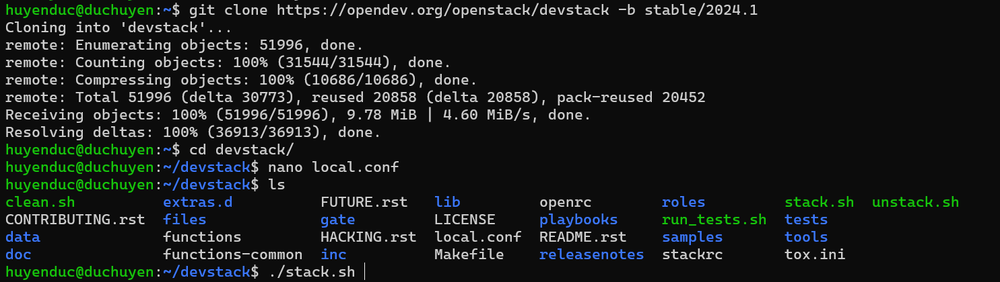 huyenduc@duchuyen:~$ git clone https://opendev.org/openstack/devstack -b stable/2024.1
Cloning into 'devstack'...
remote: Enumerating objects: 51996, done.
remote: Counting objects: 100% (31544/31544), done.
remote: Compressing objects: 100% (10686/10686), done.
remote: Total 51996 (delta 30773), reused 20858 (delta 20858), pack-reused 20452
Receiving objects: 100% (51996/51996), 9.78 MiB | 4.60 MiB/s, done.
Resolving deltas: 100% (36913/36913), done.
huyenduc@duchuyen:~$ cd devstack/
huyenduc@duchuyen:~/devstack$ nano local.conf
huyenduc@duchuyen:~/devstack$ ls
clean.sh extras.d FUTURE.rst lib openrc roles stack.sh unstack.sh
CONTRIBUTING.rst files gate LICENSE playbooks run_tests.sh tests
data functions HACKING.rst local.conf README.rst samples tools
doc functions-common inc Makefile releasenotes stackrc tox.ini
huyenduc@duchuyen:~/devstack$ ./stack.sh